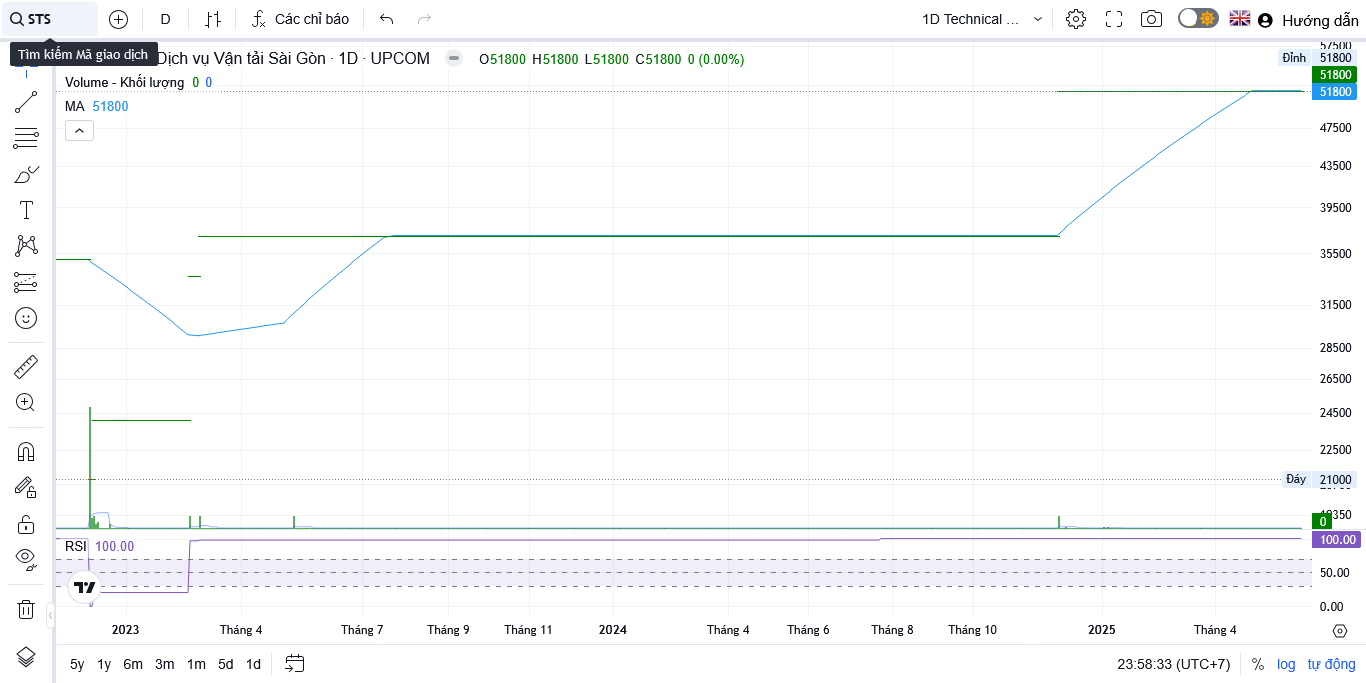 STS
D
Các chỉ báo
1D Technical ...
Hướng dẫn
Tìm kiếm Mã giao dịch
Dịch vụ Vận tải Sài Gòn · 1D · UPCOM
O51800 H51800 L51800 C51800 0 (0.00%)
Volume - Khối lượng 0 0
MA 51800
57500
Đỉnh 51800
51800
51800
47500
43500
39500
35500
31500
28500
26500
24500
22500
Đáy 21000
0
RSI 100.00
100.00
50.00
0.00
2023 Tháng 4 Tháng 7 Tháng 9 Tháng 11 2024 Tháng 4 Tháng 6 Tháng 8 Tháng 10 2025 Tháng 4
5y 1y 6m 3m 1m 5d 1d
23:58:33 (UTC+7) % log tự động